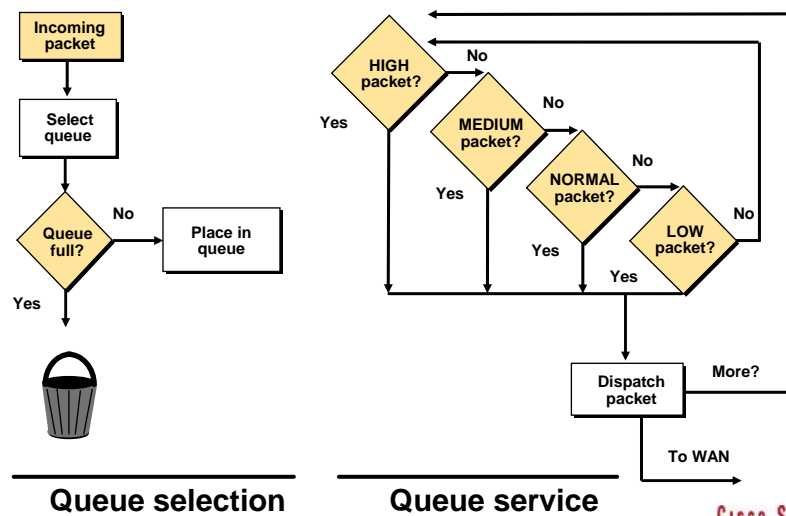 Incoming
packet
Select
queue
Queue
full?
No
Place in
queue
Yes
Queue selection
HIGH
packet?
No
Yes
MEDIUM
packet?
No
Yes
NORMAL
packet?
No
Yes
LOW
packet?
No
Yes
Dispatch
packet
More?
To WAN
Queue service
Cisco S